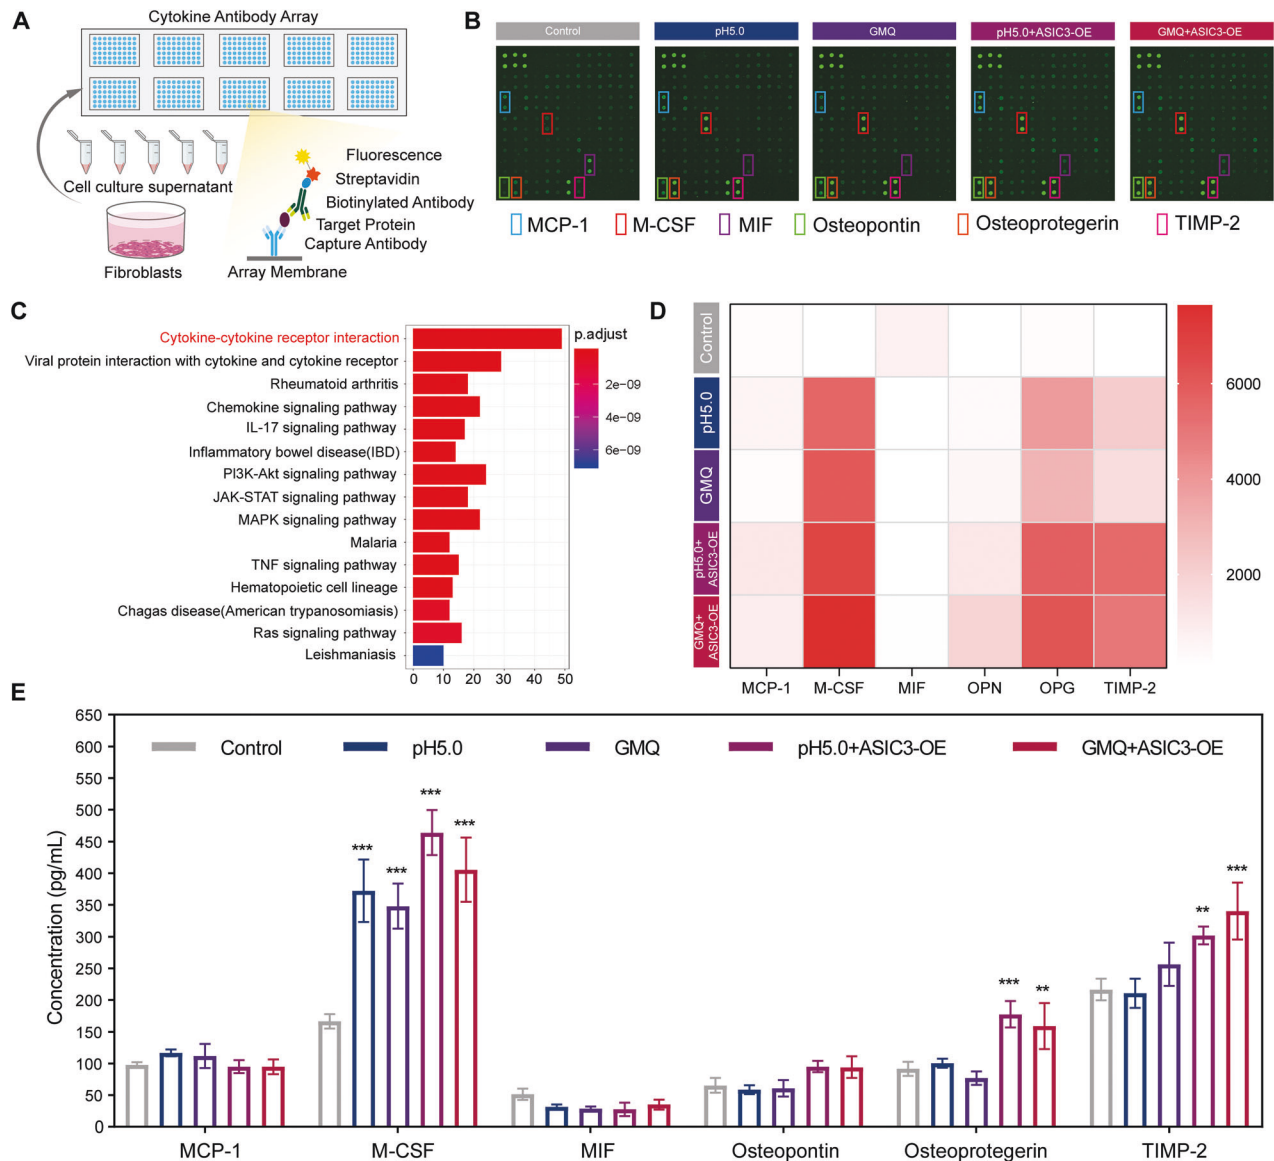 A
Cytokine Antibody Array
Cell culture supernatant
Fibroblasts
Fluorescence
Streptavidin
Biotinylated Antibody
Target Protein
Capture Antibody
Array Membrane
B
Control
pH5.0
GMQ
pH5.0+ASIC3-OE
GMQ+ASIC3-OE
MCP-1
M-CSF
MIF
Osteopontin
Osteoprotegerin
TIMP-2
C
Cytokine-cytokine receptor interaction
Viral protein interaction with cytokine and cytokine receptor
Rheumatoid arthritis
Chemokine signaling pathway
IL-17 signaling pathway
Inflammatory bowel disease(IBD)
PI3K-Akt signaling pathway
JAK-STAT signaling pathway
MAPK signaling pathway
Malaria
TNF signaling pathway
Hematopoietic cell lineage
Chagas disease(American trypanosomiasis)
Ras signaling pathway
Leishmaniasis
0 10 20 30 40 50
p.adjust
2e-09
4e-09
6e-09
D
Control
pH5.0
GMQ
pH5.0+
ASIC3-OE
GMQ+
ASIC3-OE
MCP-1 M-CSF MIF OPN OPG TIMP-2
6000
4000
2000
E
Concentration (pg/mL)
650
600
550
500
450
400
350
300
250
200
150
100
50
0
Control pH5.0 GMQ pH5.0+ASIC3-OE GMQ+ASIC3-OE
***
***
***
***
***
**
**
***
MCP-1 M-CSF MIF Osteopontin Osteoprotegerin TIMP-2